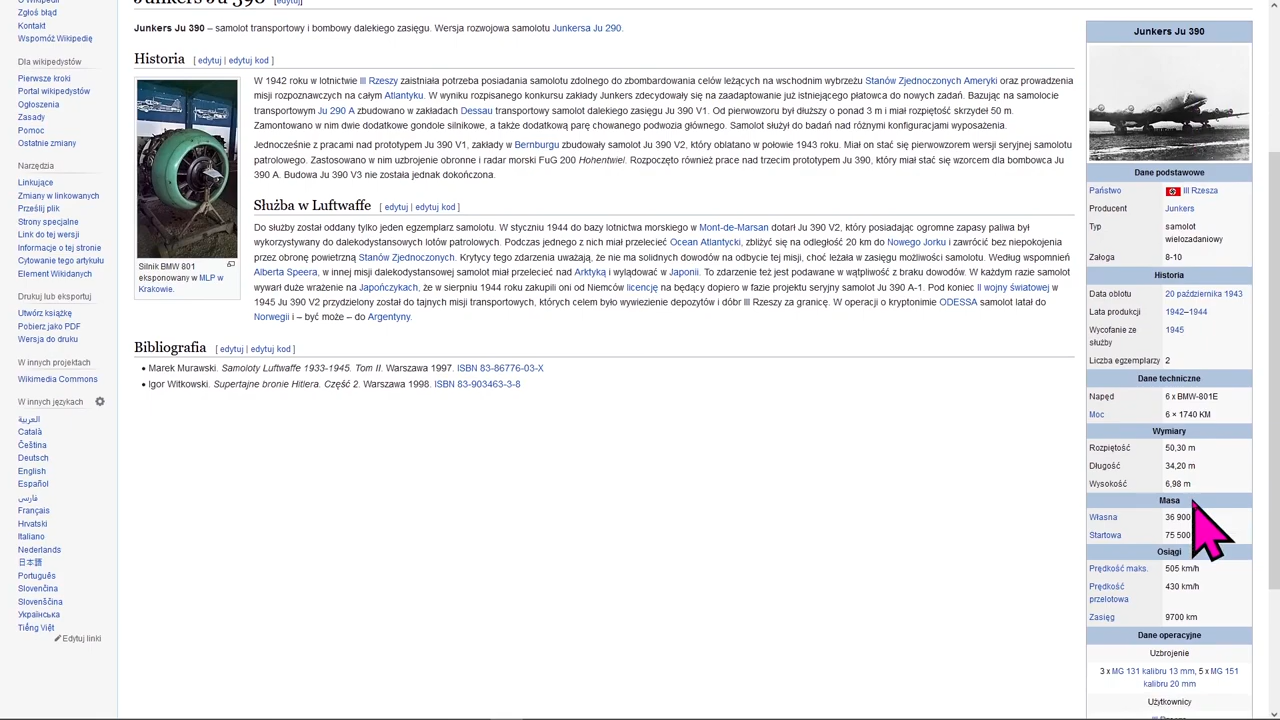 O Wikipedii
Zgłoś błąd
Kontakt
Wspomóż Wikipedię
Dla wikipedystów
Pierwsze kroki
Portal wikipedystów
Ogłoszenia
Zasady
Pomoc
Ostatnie zmiany
Narzędzia
Linkujące
Zmiany w linkowanych
Prześlij plik
Strony specjalne
Link do tej wersji
Informacje o tej stronie
Cytowanie tego artykułu
Element Wikidanych
Drukuj lub eksportuj
Utwórz książkę
Pobierz jako PDF
Wersja do druku
W innych projektach
Wikimedia Commons
W innych językach
العربية
Català
Čeština
Deutsch
English
Español
فارسی
Français
Hrvatski
Italiano
Nederlands
日本語
Português
Slovenčina
Slovenščina
Українська
Tiếng Việt
Edytuj linki
Junkers Ju 390 [edytuj]
Junkers Ju 390 – samolot transportowy i bombowy dalekiego zasięgu. Wersja rozwojowa samolotu Junkersa Ju 290.
Historia [ edytuj | edytuj kod ]
Silnik BMW 801
eksponowany w MLP w
Krakowie.
W 1942 roku w lotnictwie III Rzeszy zaistniała potrzeba posiadania samolotu zdolnego do zbombardowania celów leżących na wschodnim wybrzeżu Stanów Zjednoczonych Ameryki oraz prowadzenia
misji rozpoznawczych na całym Atlantyku. W wyniku rozpisanego konkursu zakłady Junkers zdecydowały się na zaadaptowanie już istniejącego płatowca do nowych zadań. Bazując na samolocie
transportowym Ju 290 A zbudowano w zakładach Dessau transportowy samolot dalekiego zasięgu Ju 390 V1. Od pierwowzoru był dłuższy o ponad 3 m i miał rozpiętość skrzydeł 50 m.
Zamontowano w nim dwie dodatkowe gondole silnikowe, a także dodatkową parę chowanego podwozia głównego. Samolot służył do badań nad różnymi konfiguracjami wyposażenia.
Jednocześnie z pracami nad prototypem Ju 390 V1, zakłady w Bernburgu zbudowały samolot Ju 390 V2, który oblatano w połowie 1943 roku. Miał on stać się pierwowzorem wersji seryjnej samolotu
patrolowego. Zastosowano w nim uzbrojenie obronne i radar morski FuG 200 Hohentwiel. Rozpoczęto również prace nad trzecim prototypem Ju 390, który miał stać się wzorcem dla bombowca Ju
390 A. Budowa Ju 390 V3 nie została jednak dokończona.
Służba w Luftwaffe [ edytuj | edytuj kod ]
Do służby został oddany tylko jeden egzemplarz samolotu. W styczniu 1944 do bazy lotnictwa morskiego w Mont-de-Marsan dotarł Ju 390 V2, który posiadając ogromne zapasy paliwa był
wykorzystywany do dalekodystansowych lotów patrolowych. Podczas jednego z nich miał przelecieć Ocean Atlantycki, zbliżyć się na odległość 20 km do Nowego Jorku i zawrócić bez niepokojenia
przez obronę powietrzną Stanów Zjednoczonych. Krytycy tego zdarzenia uważają, że nie ma solidnych dowodów na odbycie tej misji, choć leżała w zasięgu możliwości samolotu. Według wspomnień
Alberta Speera, w innej misji dalekodystansowej samolot miał przelecieć nad Arktyką i wylądować w Japonii. To zdarzenie też jest podawane w wątpliwość z braku dowodów. W każdym razie samolot
wywarł duże wrażenie na Japończykach, że w sierpniu 1944 roku zakupili oni od Niemców licencję na będący dopiero w fazie projektu seryjny samolot Ju 390 A-1. Pod koniec II wojny światowej w
1945 Ju 390 V2 przydzielony został do tajnych misji transportowych, których celem było wywiezienie depozytów i dóbr III Rzeszy za granicę. W operacji o kryptonimie ODESSA samolot latał do
Norwegii i – być może – do Argentyny.
Bibliografia [ edytuj | edytuj kod ]
• Marek Murawski. Samoloty Luftwaffe 1933-1945. Tom II. Warszawa 1997. ISBN 83-86776-03-X
• Igor Witkowski. Supertajne bronie Hitlera. Część 2. Warszawa 1998. ISBN 83-903463-3-8
Junkers Ju 390
Dane podstawowe
Państwo III Rzesza
Producent Junkers
Typ samolot
wielozadaniowy
Załoga 8-10
Historia
Data oblotu 20 października 1943
Lata produkcji 1942–1944
Wycofanie ze służby 1945
Liczba egzemplarzy 2
Dane techniczne
Napęd 6 x BMW-801E
Moc 6 × 1740 KM
Wymiary
Rozpiętość 50,30 m
Długość 34,20 m
Wysokość 6,98 m
Masa
Własna 36 900
Startowa 75 500
Osiągi
Prędkość maks. 505 km/h
Prędkość przelotowa 430 km/h
Zasięg 9700 km
Dane operacyjne
Uzbrojenie
3 x MG 131 kalibru 13 mm, 5 x MG 151
kalibru 20 mm
Użytkownicy